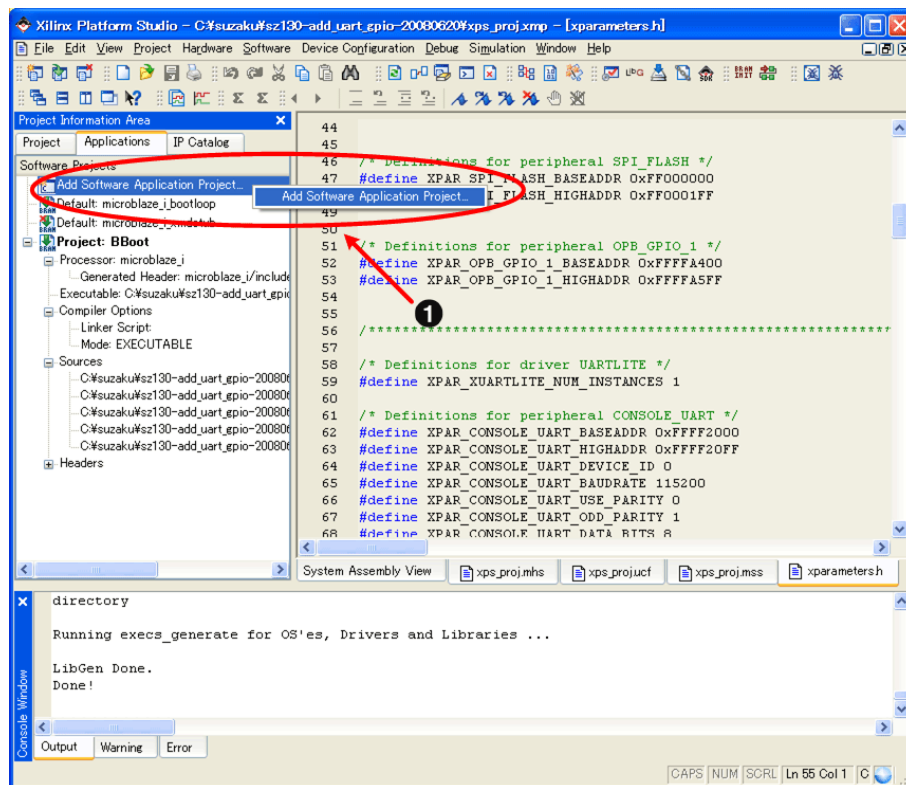 Xilinx Platform Studio - C:¥suzaku¥sz130-add_uart_gpio-20080620¥xps_proj.xmp - [xparameters.h]
File Edit View Project Hardware Software Device Configuration Debug Simulation Window Help
Project Information Area
Project Applications IP Catalog
Software Projects
Add Software Application Project...
Add Software Application Project...
Default: microblaze_i_bootloop
Default: microblaze_i_xmdstub
Project: BBoot
Processor: microblaze_i
Generated Header: microblaze_i/include
Executable: C:¥suzaku¥sz130-add_uart_gpio
Compiler Options
Linker Script:
Mode: EXECUTABLE
Sources
C:¥suzaku¥sz130-add_uart_gpio-200806
C:¥suzaku¥sz130-add_uart_gpio-200806
C:¥suzaku¥sz130-add_uart_gpio-200806
C:¥suzaku¥sz130-add_uart_gpio-200806
C:¥suzaku¥sz130-add_uart_gpio-200806
Headers
44
45
46 /* Definitions for peripheral SPI_FLASH */
47 #define XPAR_SPI_FLASH_BASEADDR 0xFF000000
I_FLASH_HIGHADDR 0xFF0001FF
49
50
51 /* Definitions for peripheral OPB_GPIO_1 */
52 #define XPAR_OPB_GPIO_1_BASEADDR 0xFFFFA400
53 #define XPAR_OPB_GPIO_1_HIGHADDR 0xFFFFA5FF
54
55
1
56 /***************************************************************
57
58 /* Definitions for driver UARTLITE */
59 #define XPAR_XUARTLITE_NUM_INSTANCES 1
60
61 /* Definitions for peripheral CONSOLE_UART */
62 #define XPAR_CONSOLE_UART_BASEADDR 0xFFFF2000
63 #define XPAR_CONSOLE_UART_HIGHADDR 0xFFFF20FF
64 #define XPAR_CONSOLE_UART_DEVICE_ID 0
65 #define XPAR_CONSOLE_UART_BAUDRATE 115200
66 #define XPAR_CONSOLE_UART_USE_PARITY 0
67 #define XPAR_CONSOLE_UART_ODD_PARITY 1
68 #define XPAR_CONSOLE_UART_DATA_BITS 8
System Assembly View xps_proj.mhs xps_proj.ucf xps_proj.mss xparameters.h
directory
Running execs_generate for OS'es, Drivers and Libraries ...
LibGen Done.
Done!
Console Window
Output Warning Error
CAPS NUM SCRL Ln 55 Col 1 C